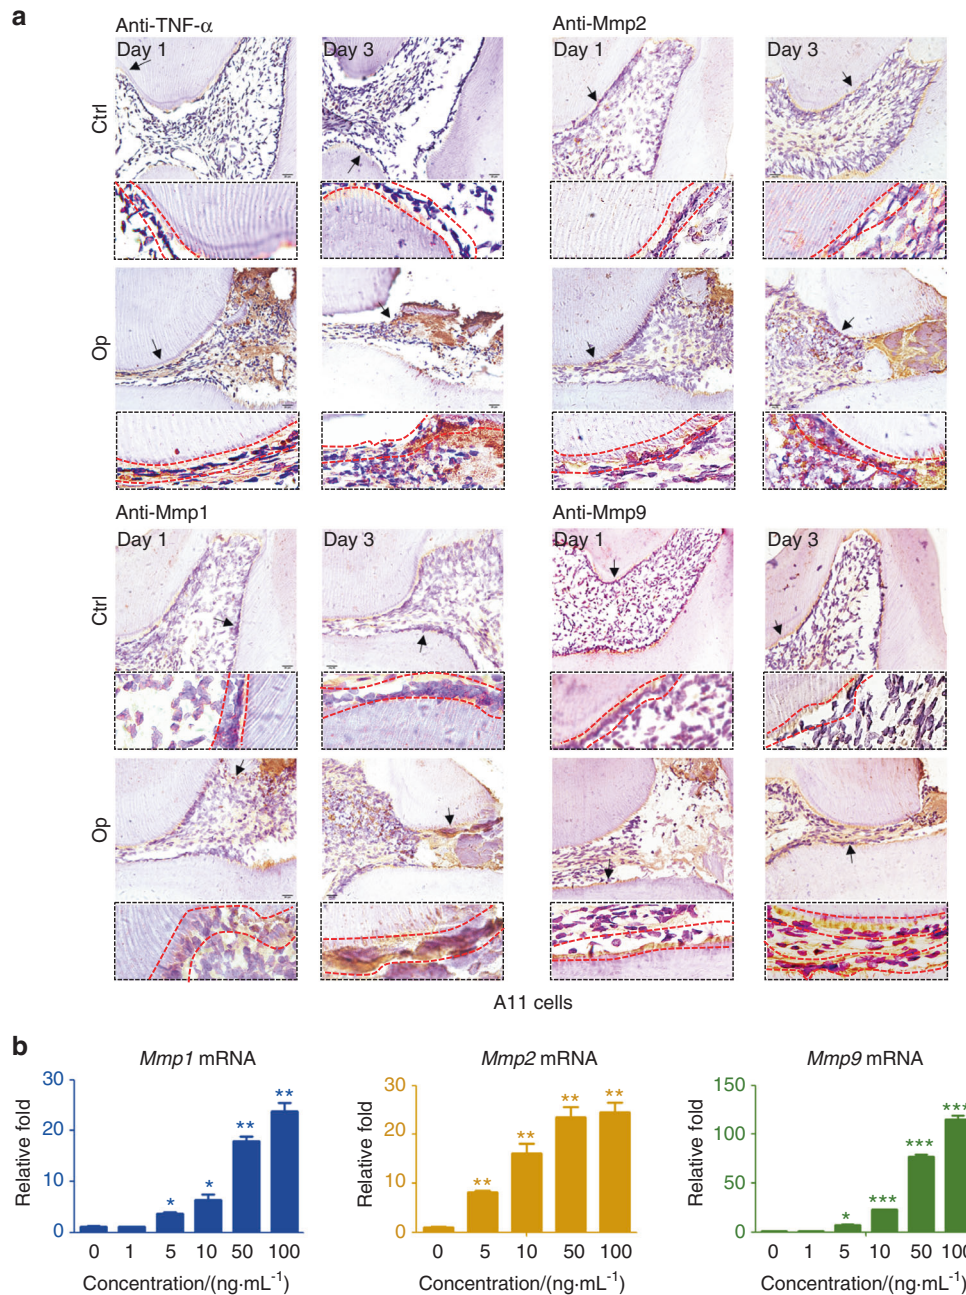 a
Anti-TNF-α
Anti-Mmp2
Day 1
Day 3
Day 1
Day 3
Ctrl
Op
Anti-Mmp1
Anti-Mmp9
Day 1
Day 3
Day 1
Day 3
Ctrl
Op
A11 cells
b
Mmp1 mRNA
Mmp2 mRNA
Mmp9 mRNA
Relative fold
30
20
10
0
*
*
**
**
0 1 5 10 50 100
Concentration/(ng·mL⁻¹)
Relative fold
30
20
10
0
**
**
**
**
0 5 10 50 100
Concentration/(ng·mL⁻¹)
Relative fold
150
100
50
0
*
***
***
***
0 1 5 10 50 100
Concentration/(ng·mL⁻¹)